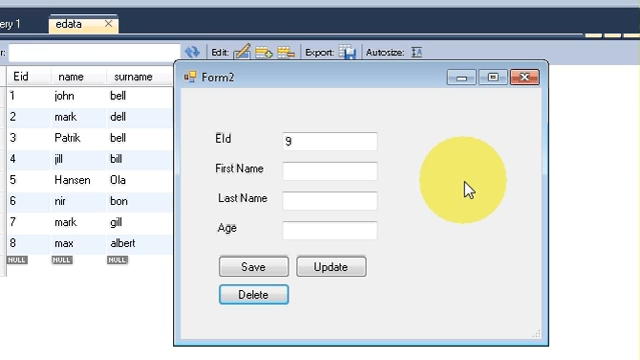 ery 1 edata
r: Edit: Export: Autosize:
Eid name surname
1 john bell
2 mark dell
3 Patrik bell
4 jill bill
5 Hansen Ola
6 nir bon
7 mark gill
8 max albert
NULL NULL NULL
Form2
EId 9
First Name
Last Name
Age
Save Update
Delete